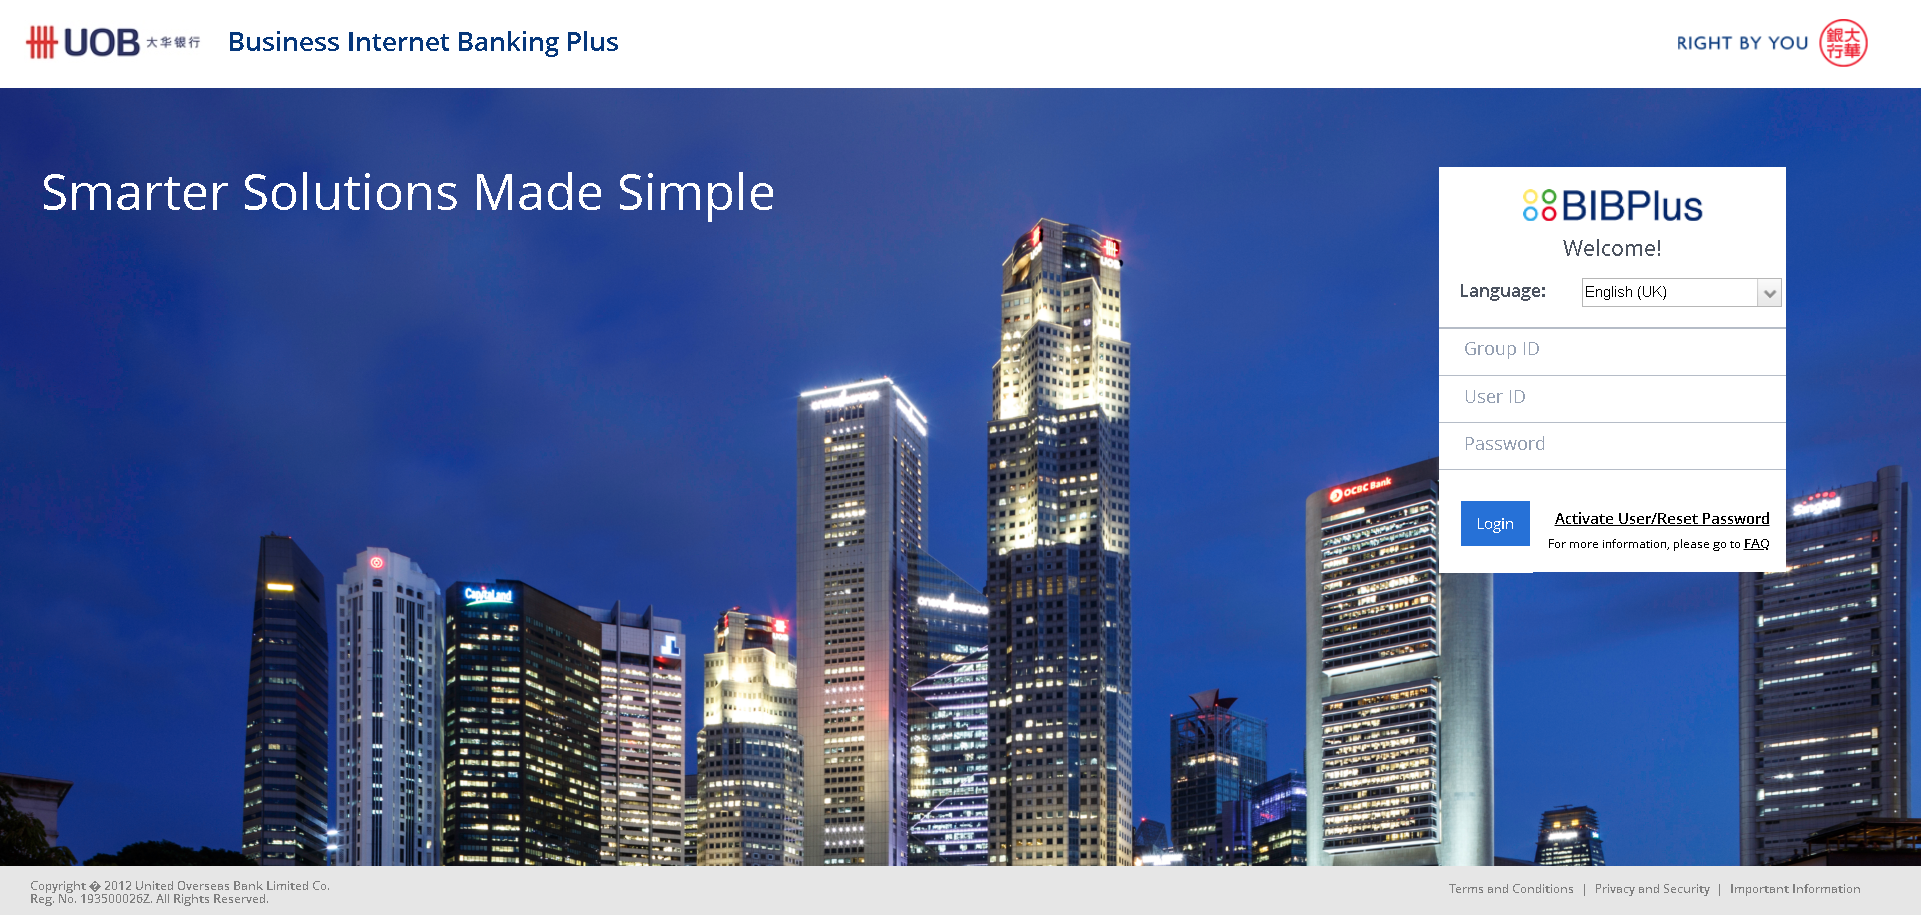 UOB 大华银行 Business Internet Banking Plus
RIGHT BY YOU 大華銀行
Smarter Solutions Made Simple
BIBPlus
Welcome!
Language: English (UK)
Group ID
User ID
Password
Login Activate User/Reset Password
For more information, please go to FAQ
UOB
OCBC Bank
CapitaLand
UOB
Copyright � 2012 United Overseas Bank Limited Co.
Reg. No. 193500026Z. All Rights Reserved.
Terms and Conditions | Privacy and Security | Important Information